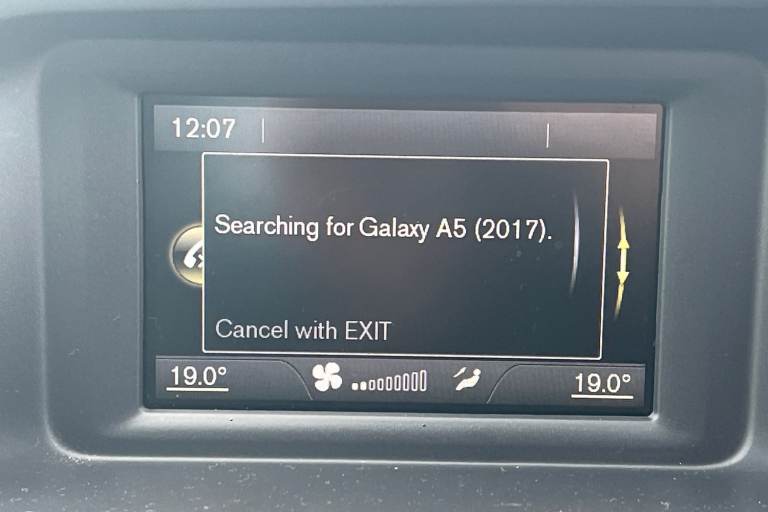 12:07
Searching for Galaxy A5 (2017).
Cancel with EXIT
19.0° 19.0°